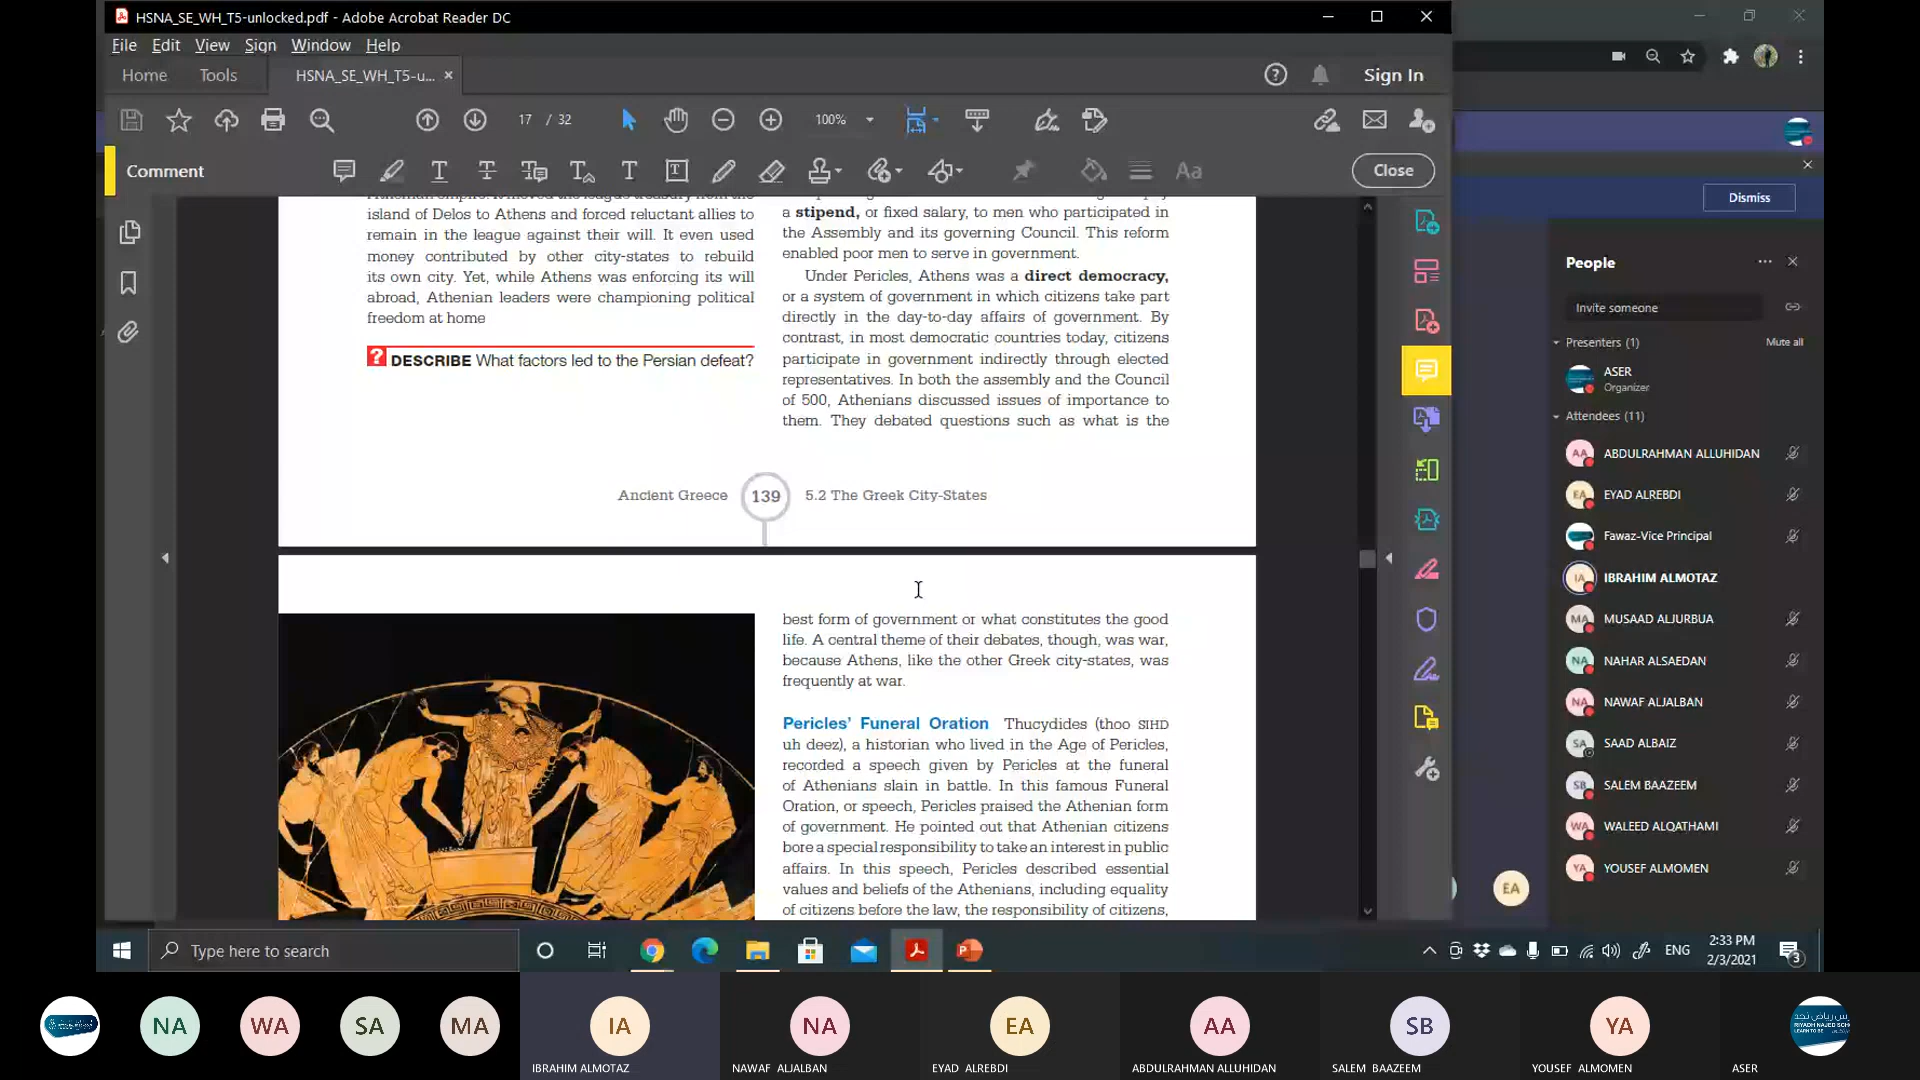 HSNA_SE_WH_T5-unlocked.pdf - Adobe Acrobat Reader DC
File Edit View Sign Window Help
Home Tools HSNA_SE_WH_T5-u... ×
Sign In
17 / 32 100%
Comment
Close
Dismiss
island of Delos to Athens and forced reluctant allies to
remain in the league against their will. It even used
money contributed by other city-states to rebuild
its own city. Yet, while Athens was enforcing its will
abroad, Athenian leaders were championing political
freedom at home
? DESCRIBE What factors led to the Persian defeat?
a stipend, or fixed salary, to men who participated in
the Assembly and its governing Council. This reform
enabled poor men to serve in government.
Under Pericles, Athens was a direct democracy,
or a system of government in which citizens take part
directly in the day-to-day affairs of government. By
contrast, in most democratic countries today, citizens
participate in government indirectly through elected
representatives. In both the assembly and the Council
of 500, Athenians discussed issues of importance to
them. They debated questions such as what is the
Ancient Greece 139 5.2 The Greek City-States
best form of government or what constitutes the good
life. A central theme of their debates, though, was war,
because Athens, like the other Greek city-states, was
frequently at war.
Pericles' Funeral Oration Thucydides (thoo SIHD
uh deez), a historian who lived in the Age of Pericles,
recorded a speech given by Pericles at the funeral
of Athenians slain in battle. In this famous Funeral
Oration, or speech, Pericles praised the Athenian form
of government. He pointed out that Athenian citizens
bore a special responsibility to take an interest in public
affairs. In this speech, Pericles described essential
values and beliefs of the Athenians, including equality
of citizens before the law, the responsibility of citizens,
People
Invite someone
Presenters (1) Mute all
ASER
Organizer
Attendees (11)
AA ABDULRAHMAN ALLUHIDAN
EA EYAD ALREBDI
Fawaz-Vice Principal
IA IBRAHIM ALMOTAZ
MA MUSAAD ALJURBUA
NA NAHAR ALSAEDAN
NA NAWAF ALJALBAN
SA SAAD ALBAIZ
SB SALEM BAAZEEM
WA WALEED ALQATHAMI
YA YOUSEF ALMOMEN
EA
Type here to search
ENG
2:33 PM
2/3/2021
3
NA WA SA MA IA NA EA AA SB YA
IBRAHIM ALMOTAZ NAWAF ALJALBAN EYAD ALREBDI ABDULRAHMAN ALLUHIDAN SALEM BAAZEEM YOUSEF ALMOMEN ASER